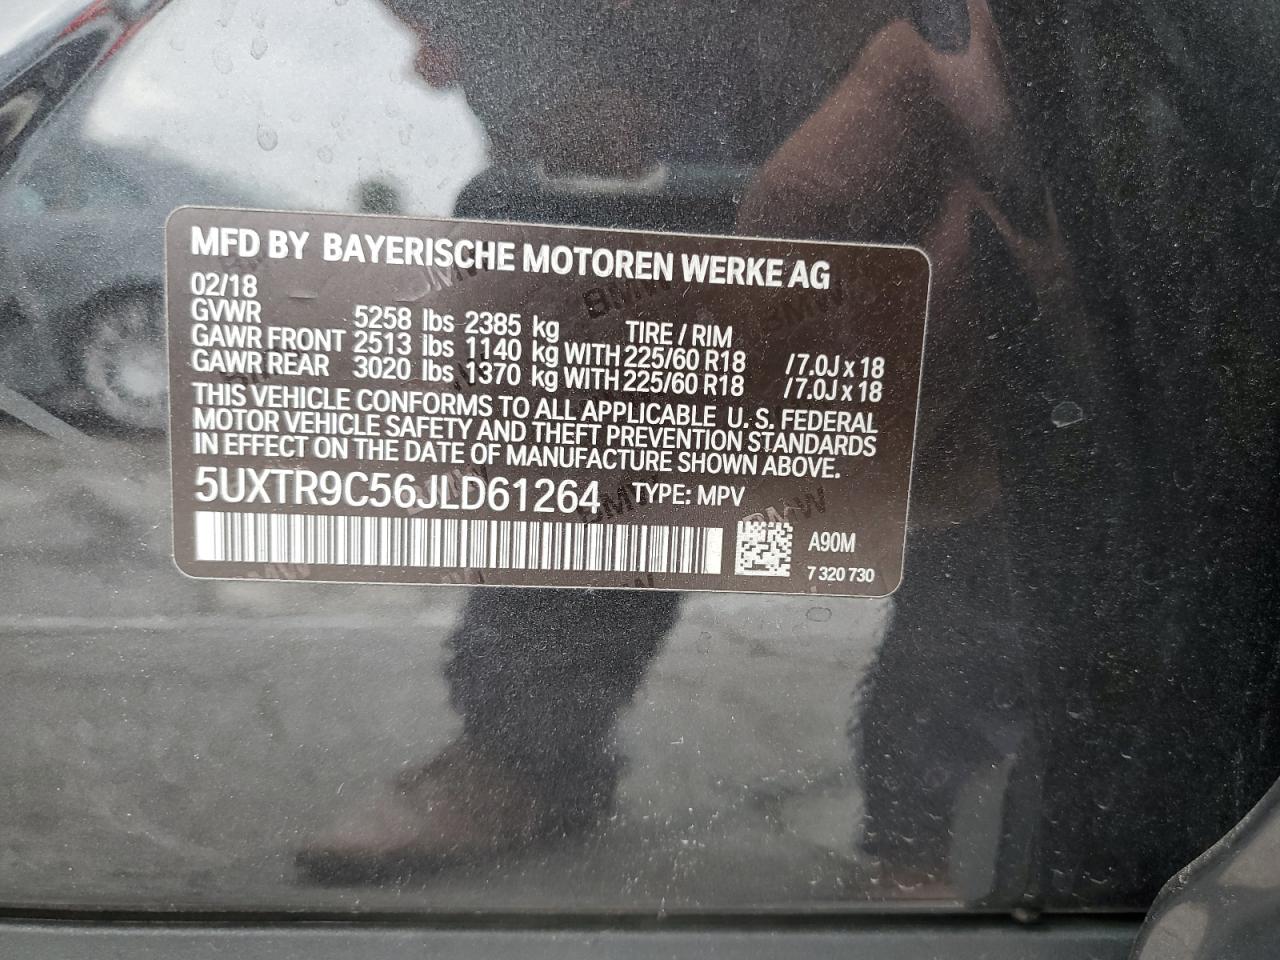 MFD BY BAYERISCHE MOTOREN WERKE AG
02/18
GVWR 5258 lbs 2385 kg TIRE / RIM
GAWR FRONT 2513 lbs 1140 kg WITH 225/60 R18 /7.0J x 18
GAWR REAR 3020 lbs 1370 kg WITH 225/60 R18 /7.0J x 18
THIS VEHICLE CONFORMS TO ALL APPLICABLE U. S. FEDERAL
MOTOR VEHICLE SAFETY AND THEFT PREVENTION STANDARDS
IN EFFECT ON THE DATE OF MANUFACTURE SHOWN ABOVE.
5UXTR9C56JLD61264 TYPE: MPV
A90M
7 320 730